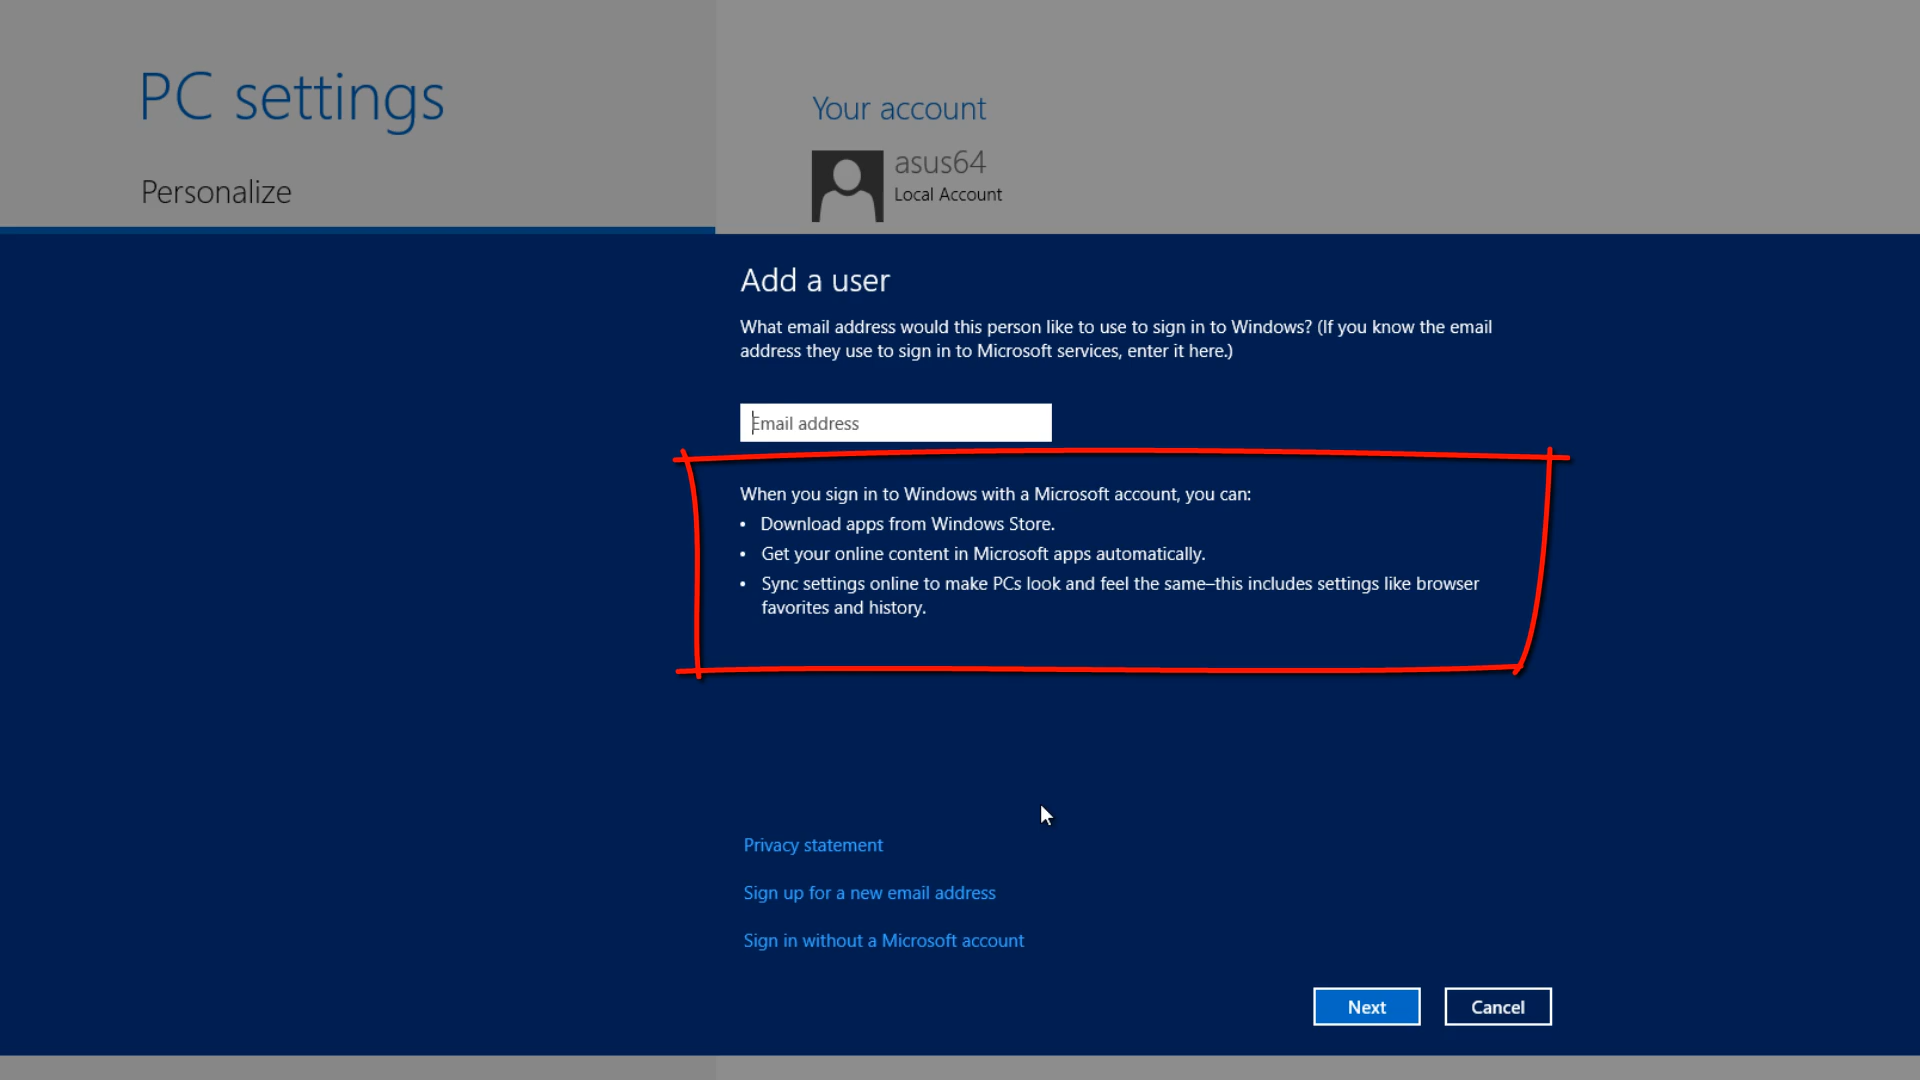 PC settings
Personalize
Your account
asus64
Local Account
Add a user
What email address would this person like to use to sign in to Windows? (If you know the email
address they use to sign in to Microsoft services, enter it here.)
Email address
When you sign in to Windows with a Microsoft account, you can:
• Download apps from Windows Store.
• Get your online content in Microsoft apps automatically.
• Sync settings online to make PCs look and feel the same–this includes settings like browser
favorites and history.
Privacy statement
Sign up for a new email address
Sign in without a Microsoft account
Next
Cancel